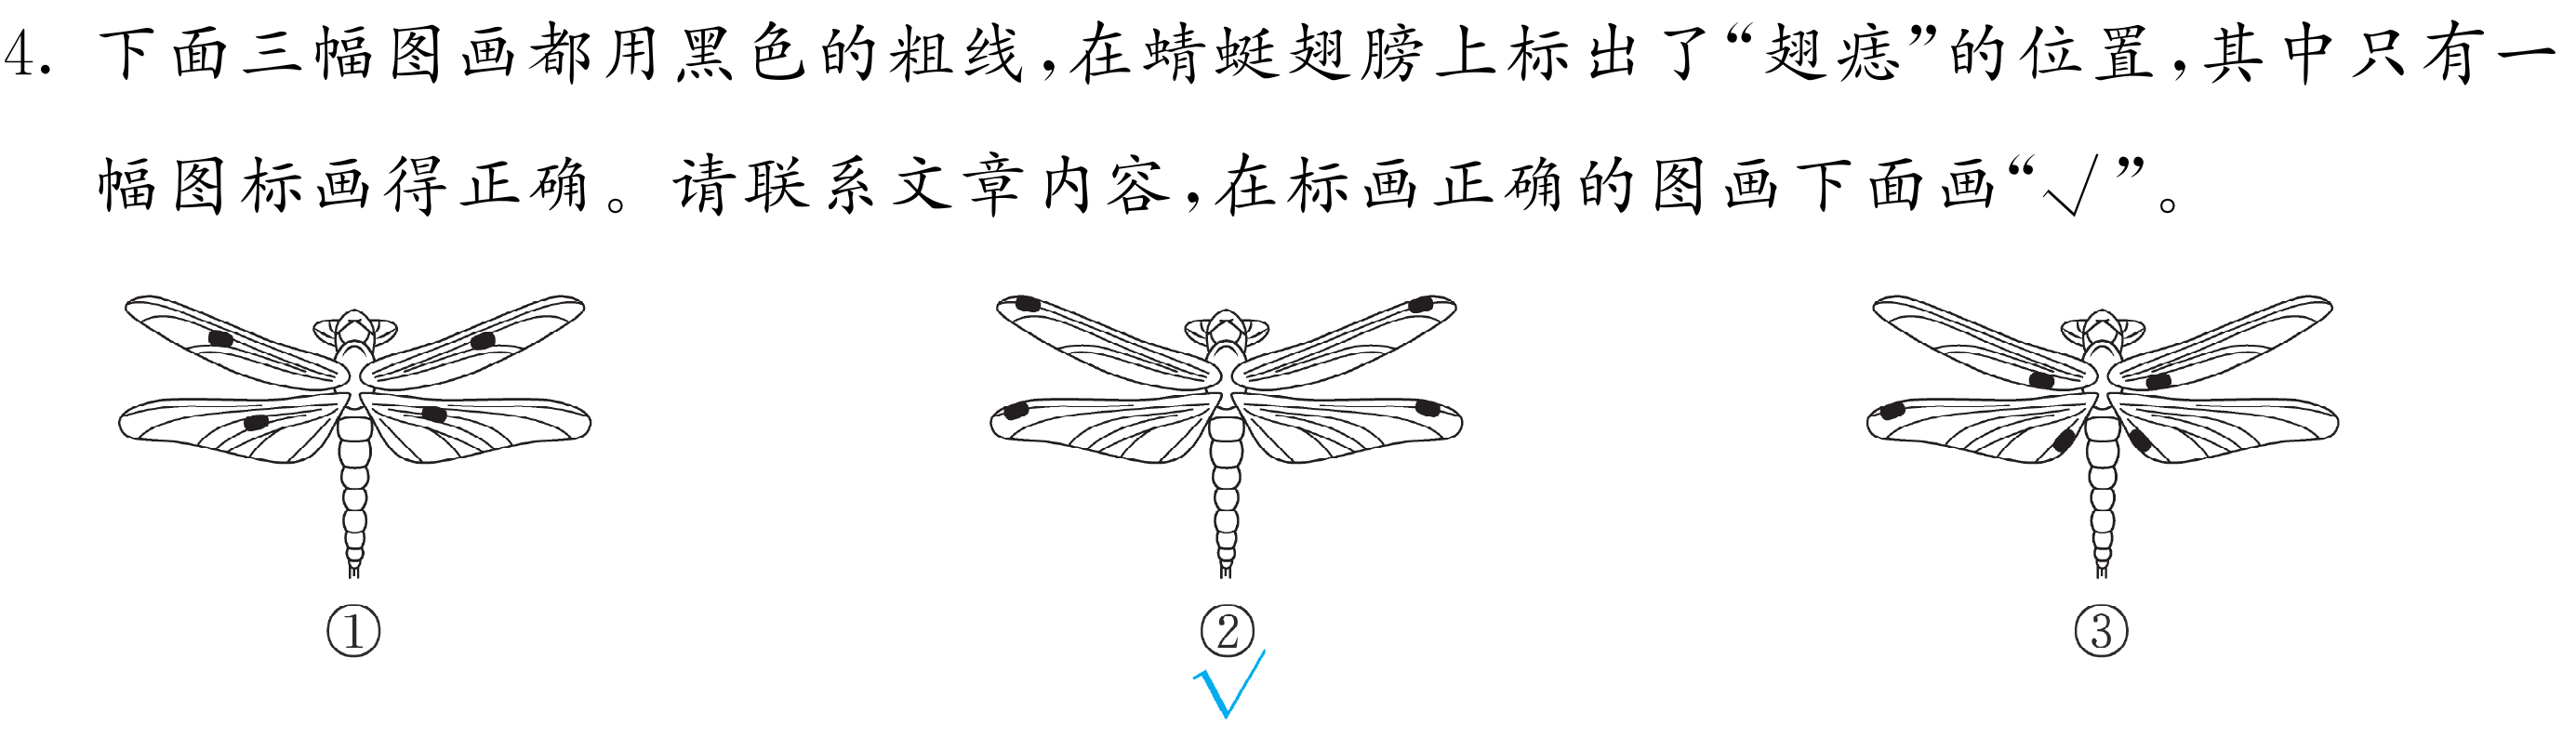 4. 下面三幅图画都用黑色的粗线,在蜻蜓翅膀上标出了“翅痣”的位置,其中只有一
幅图标画得正确。请联系文章内容,在标画正确的图画下面画“√”。
① ② ③
√